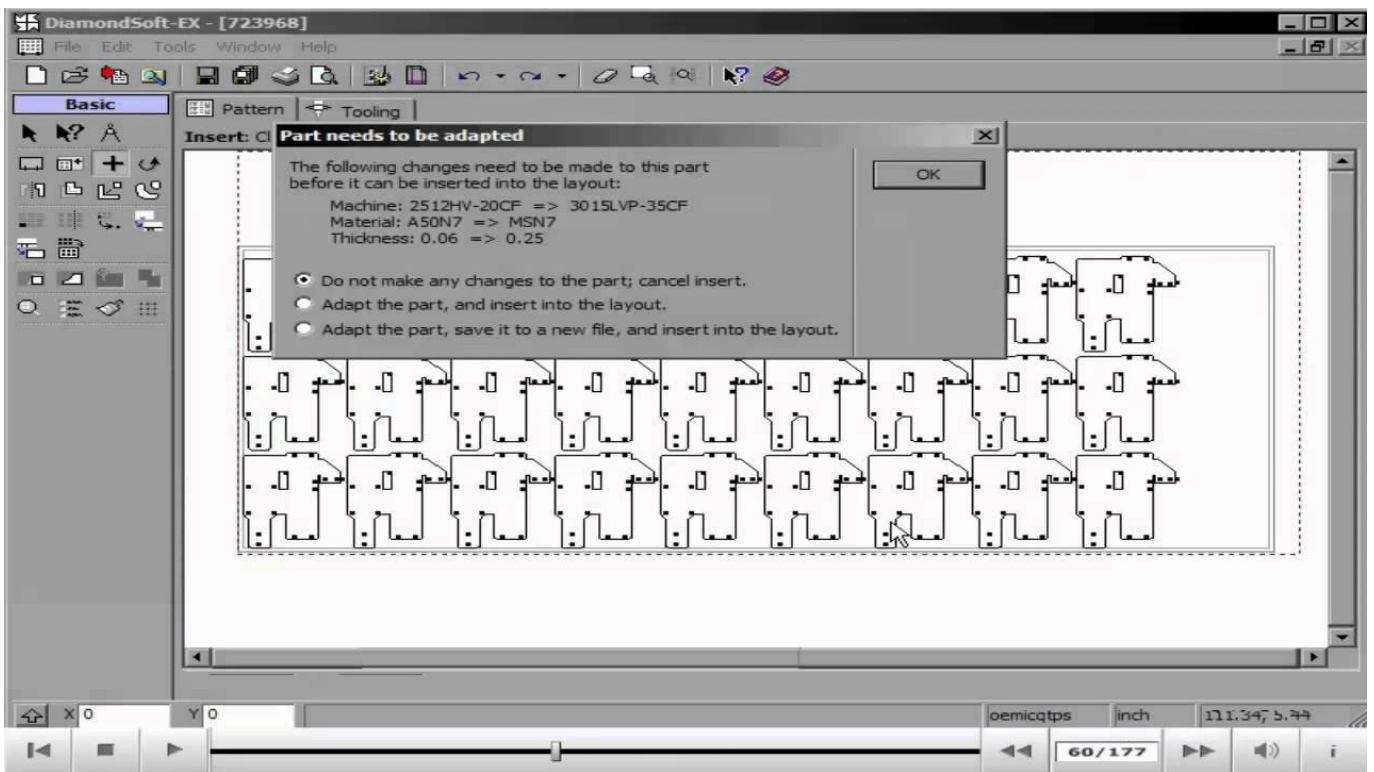 DiamondSoft-EX - [723968]
File Edit Tools Window Help
Basic
Pattern Tooling
Insert: Cl
Part needs to be adapted
The following changes need to be made to this part
before it can be inserted into the layout:
Machine: 2512HV-20CF => 3015LVP-35CF
Material: A50N7 => MSN7
Thickness: 0.06 => 0.25
OK
Do not make any changes to the part; cancel insert.
Adapt the part, and insert into the layout.
Adapt the part, save it to a new file, and insert into the layout.
X 0 Y 0 oemicqtps inch
60/177